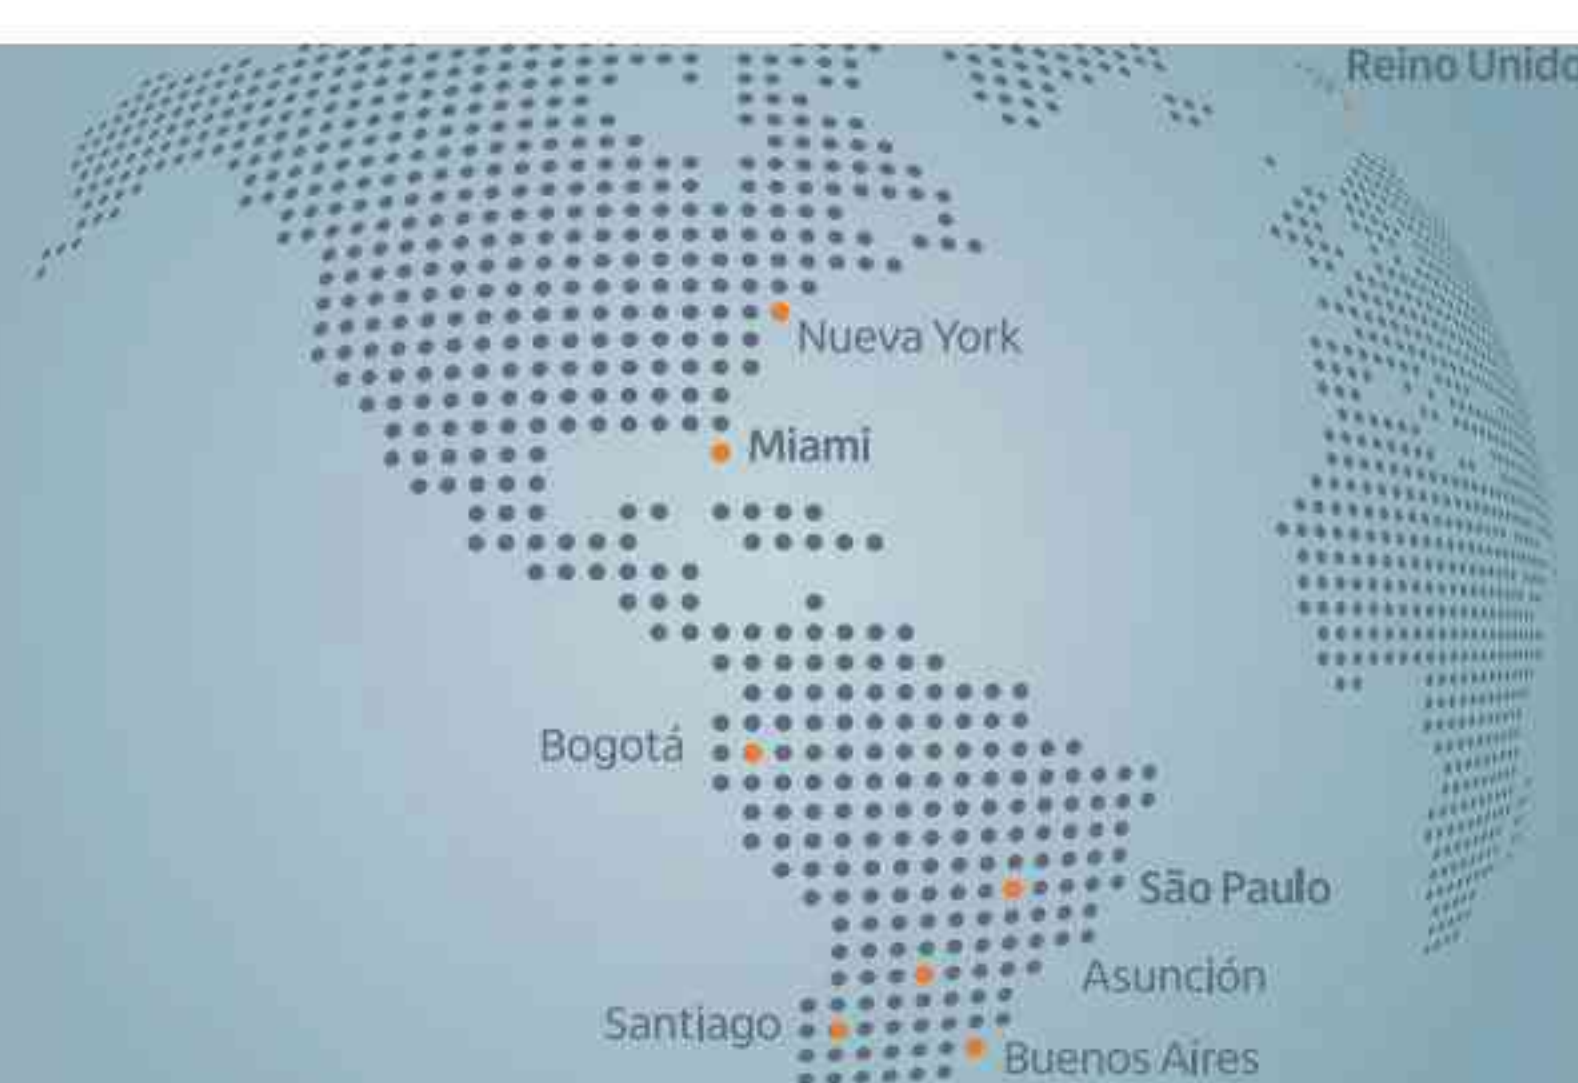 Reino Unido
Nueva York
Miami
Bogotá
São Paulo
Asunción
Santiago
Buenos Aires